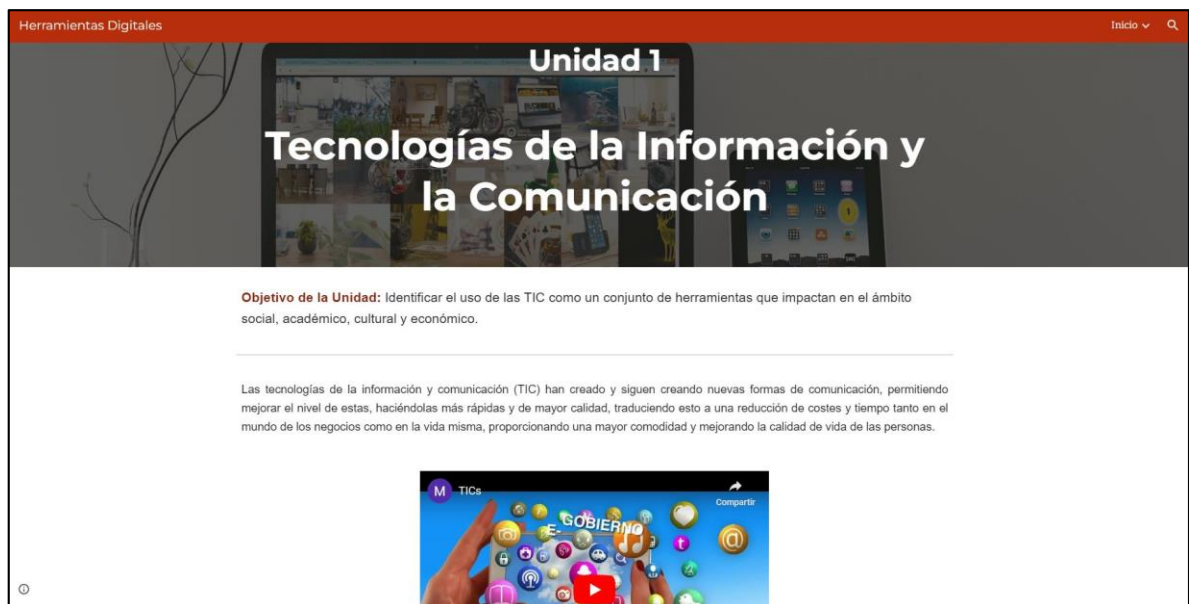 Herramientas Digitales
Inicio
Unidad 1
Tecnologías de la Información y
la Comunicación
Objetivo de la Unidad: Identificar el uso de las TIC como un conjunto de herramientas que impactan en el ámbito
social, académico, cultural y económico.
Las tecnologías de la información y comunicación (TIC) han creado y siguen creando nuevas formas de comunicación, permitiendo
mejorar el nivel de estas, haciéndolas más rápidas y de mayor calidad, traduciendo esto a una reducción de costes y tiempo tanto en el
mundo de los negocios como en la vida misma, proporcionando una mayor comodidad y mejorando la calidad de vida de las personas.
M TICs
Compartir
E- GOBIERNO